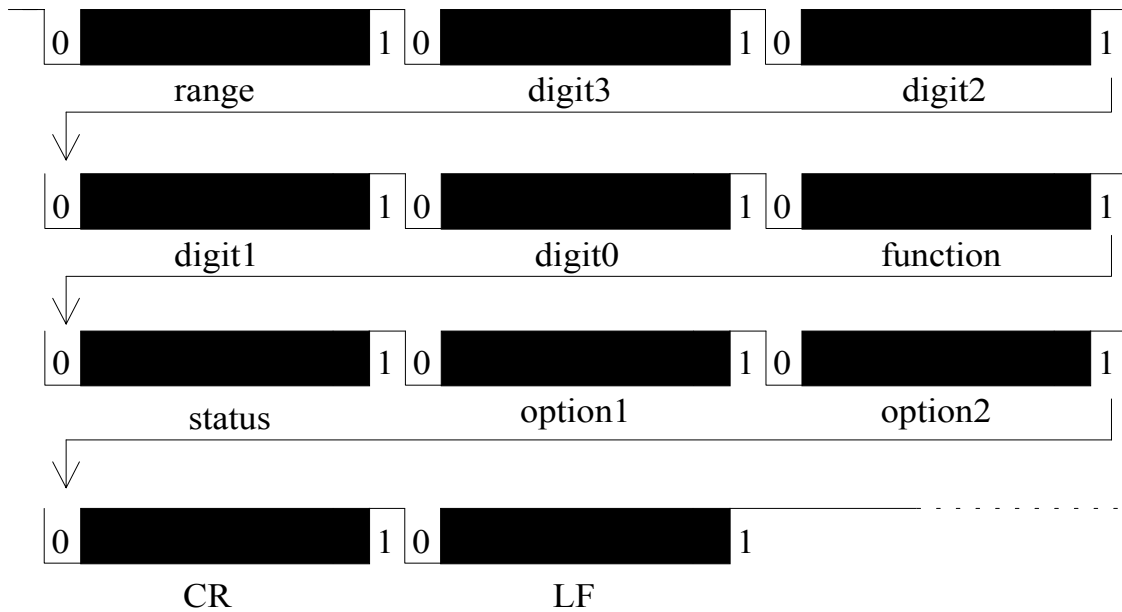 0 1 0 1 0 1
range digit3 digit2
0 1 0 1 0 1
digit1 digit0 function
0 1 0 1 0 1
status option1 option2
0 1 0 1
CR LF